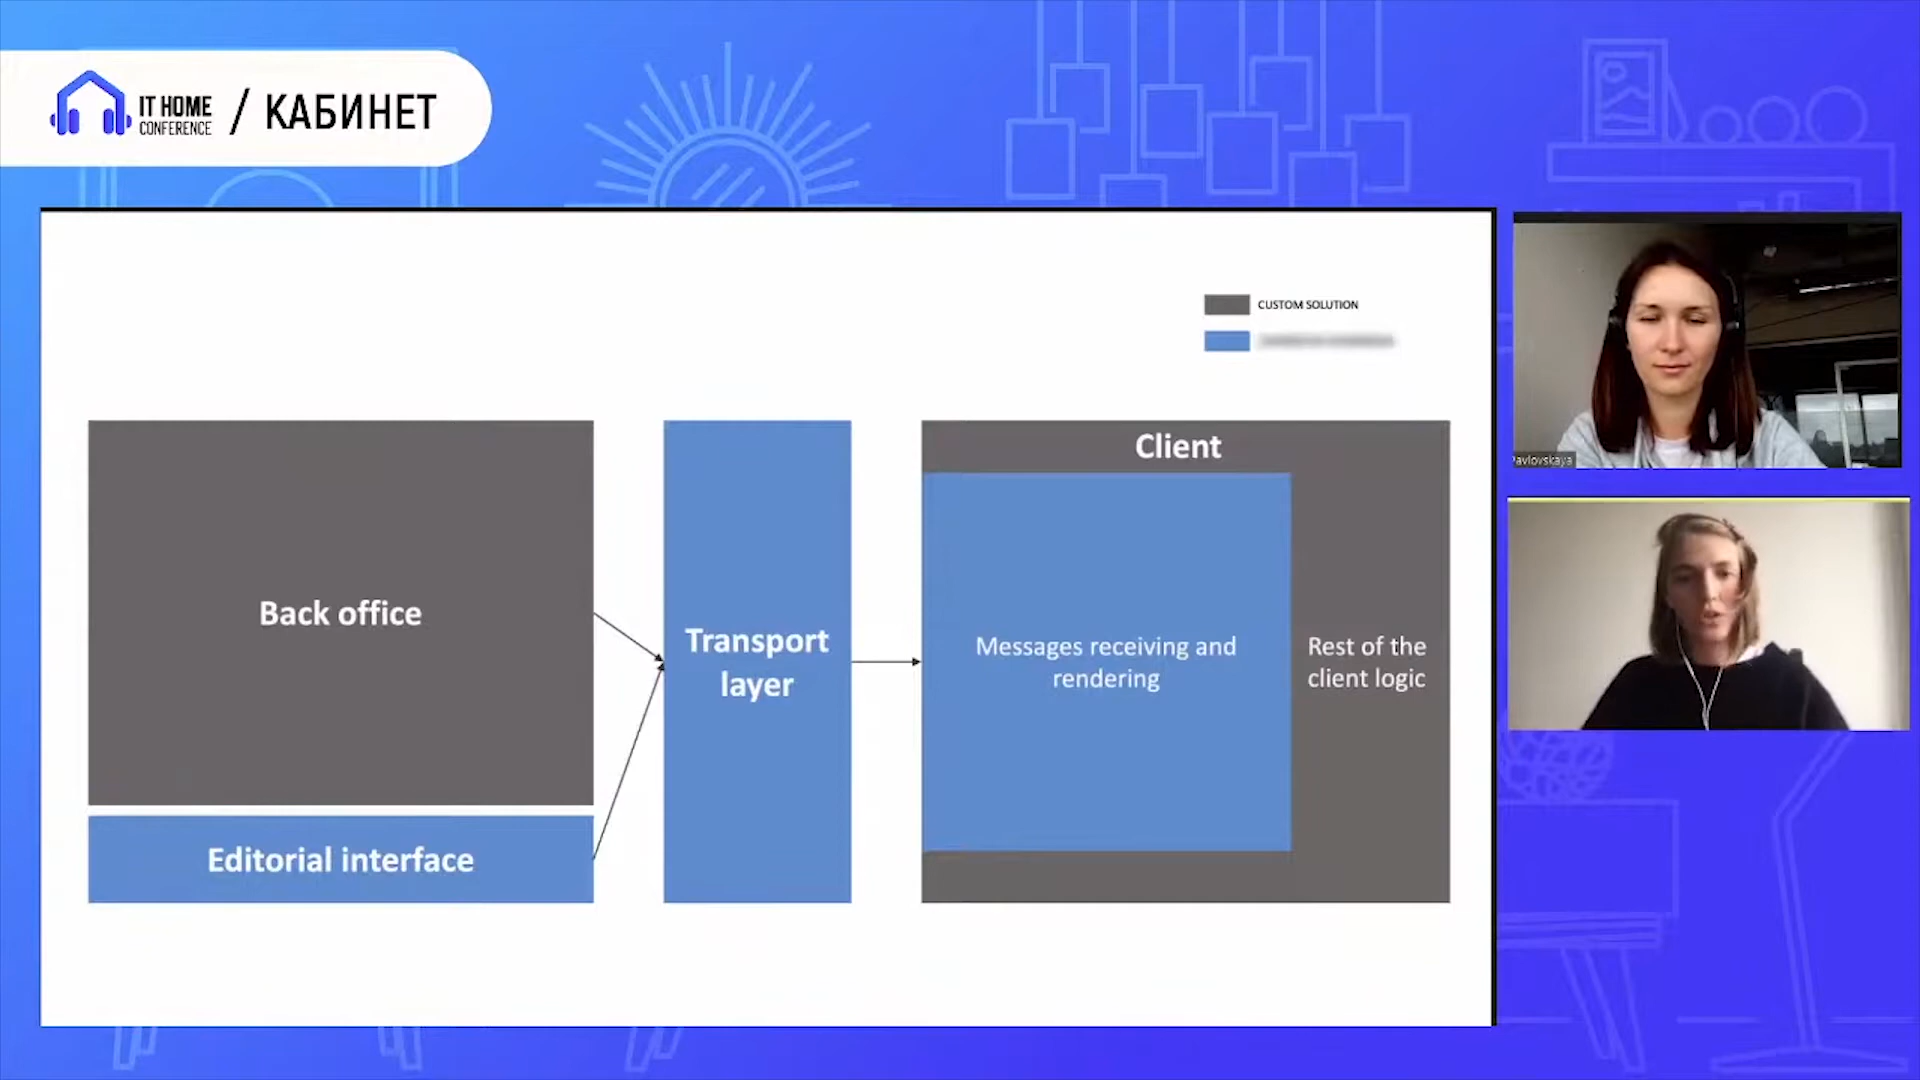 IT HOME
CONFERENCE
/ КАБИНЕТ
CUSTOM SOLUTION
Client
Back office
Transport
layer
Messages receiving and
rendering
Rest of the
client logic
Editorial interface
Pavlovskaya